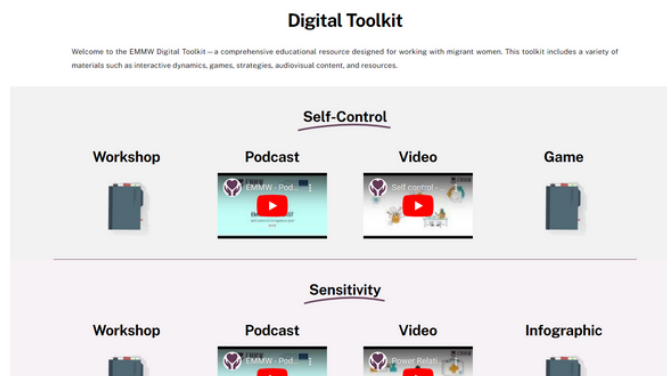 Digital Toolkit
Welcome to the EMMW Digital Toolkit – a comprehensive educational resource designed for working with migrant women. This toolkit includes a variety of
materials such as interactive dynamics, games, strategies, audiovisual content, and resources.
Self-Control
Workshop Podcast Video Game
EMMW - Pod... Self control -...
Sensitivity
Workshop Podcast Video Infographic
EMMW - Pod... Power Relati...